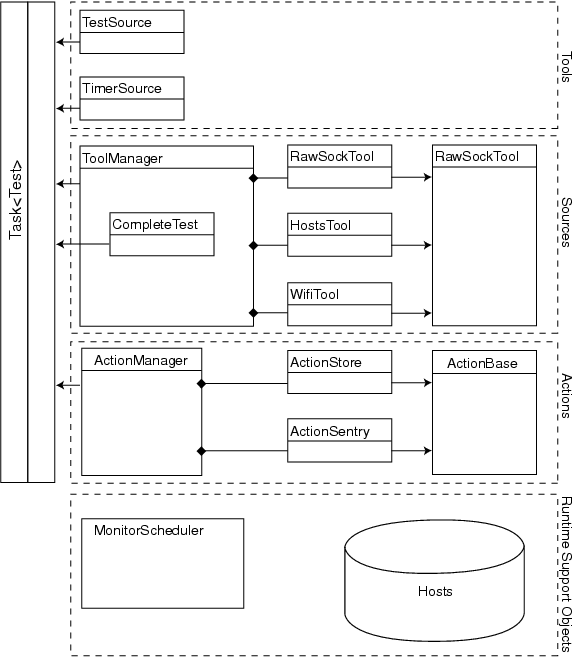 Task<Test>
TestSource
TimerSource
Tools
ToolManager
RawSockTool
RawSockTool
CompleteTest
HostsTool
WifiTool
Sources
ActionManager
ActionStore
ActionBase
ActionSentry
Actions
MonitorScheduler
Hosts
Runtime Support Objects